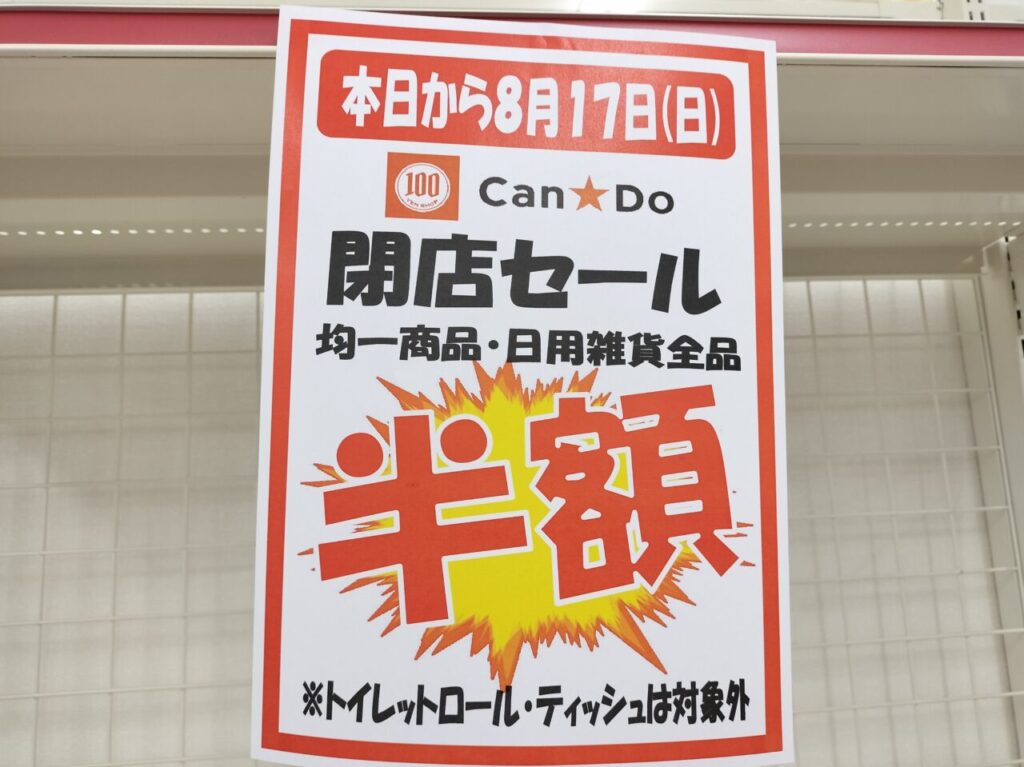 本日から8月17日(日)
100
YEN SHOP
Can★Do
閉店セール
均一商品・日用雑貨全品
半額
※トイレットロール・ティッシュは対象外